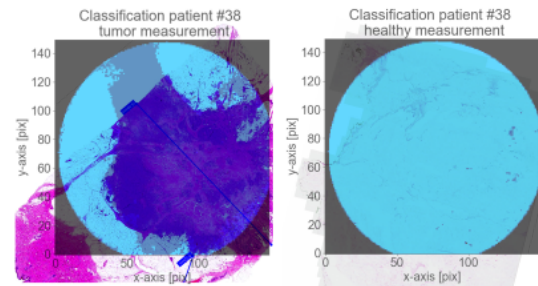 Classification patient #38
tumor measurement
140
120
100
80
60
40
20
0
y-axis [pix]
0
50
100
x-axis [pix]
Classification patient #38
healthy measurement
140
120
100
80
60
40
20
0
y-axis [pix]
0
50
100
x-axis [pix]